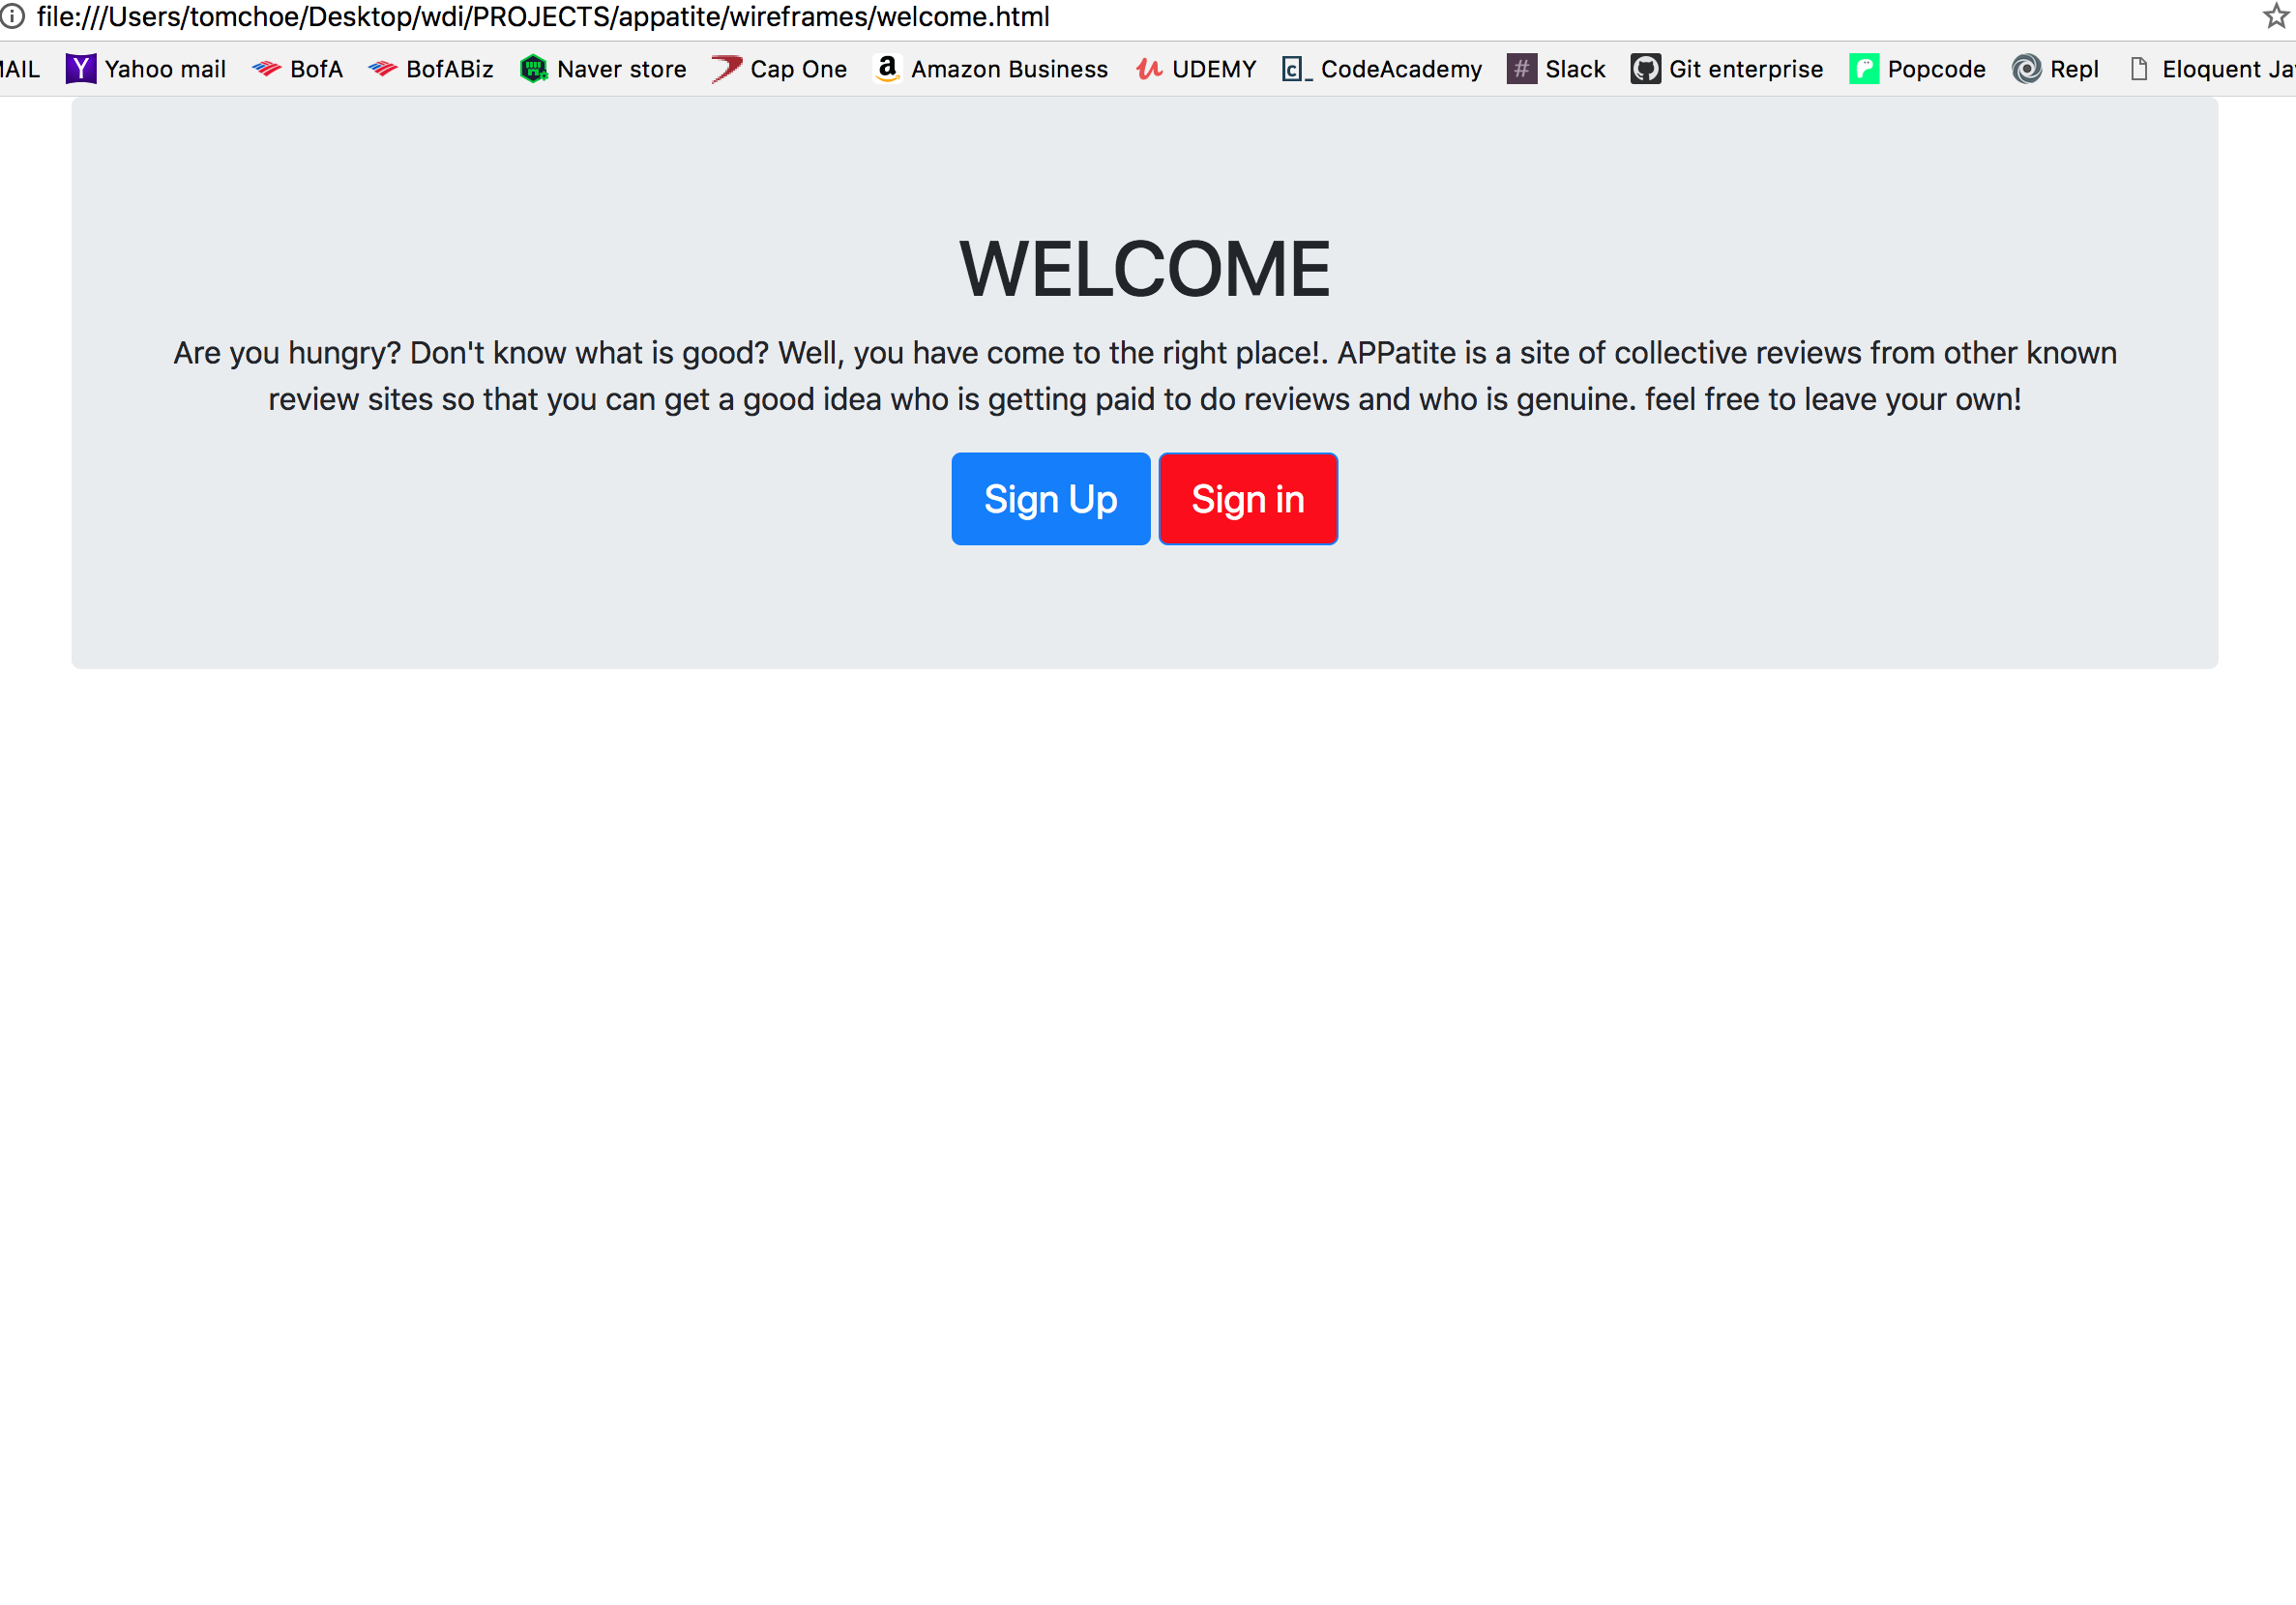 file:///Users/tomchoe/Desktop/wdi/PROJECTS/appatite/wireframes/welcome.html
Yahoo mail BofA BofABiz Naver store Cap One Amazon Business UDEMY CodeAcademy Slack Git enterprise Popcode Repl Eloquent
WELCOME
Are you hungry? Don't know what is good? Well, you have come to the right place!. APPatite is a site of collective reviews from other known
review sites so that you can get a good idea who is getting paid to do reviews and who is genuine. feel free to leave your own!
Sign Up Sign in